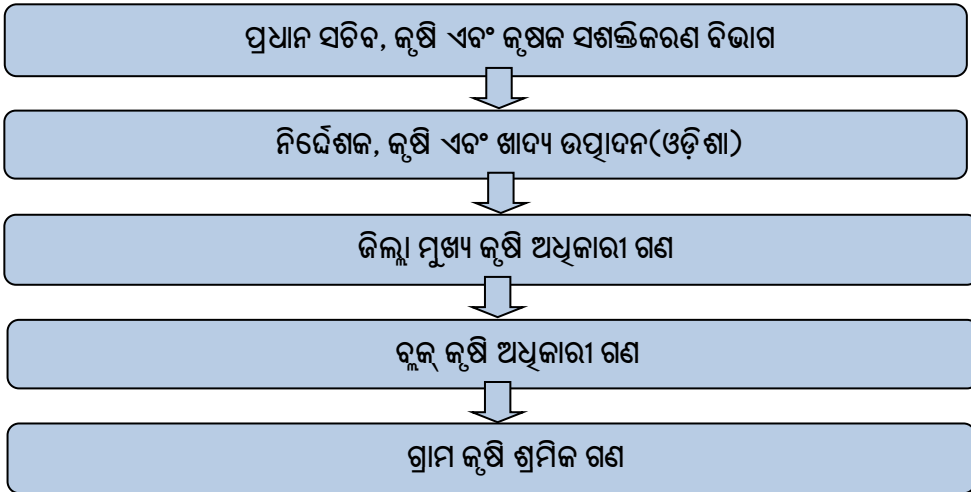 ପ୍ରଧାନ ସଚିବ, କୃଷି ଏବଂ କୃଷକ ସଶକ୍ତିକରଣ ବିଭାଗ
ନିର୍ଦ୍ଦେଶକ, କୃଷି ଏବଂ ଖାଦ୍ୟ ଉତ୍ପାଦନ(ଓଡ଼ିଶା)
ଜିଲ୍ଲା ମୁଖ୍ୟ କୃଷି ଅଧିକାରୀ ଗଣ
ବ୍ଲକ୍ କୃଷି ଅଧିକାରୀ ଗଣ
ଗ୍ରାମ କୃଷି ଶ୍ରମିକ ଗଣ